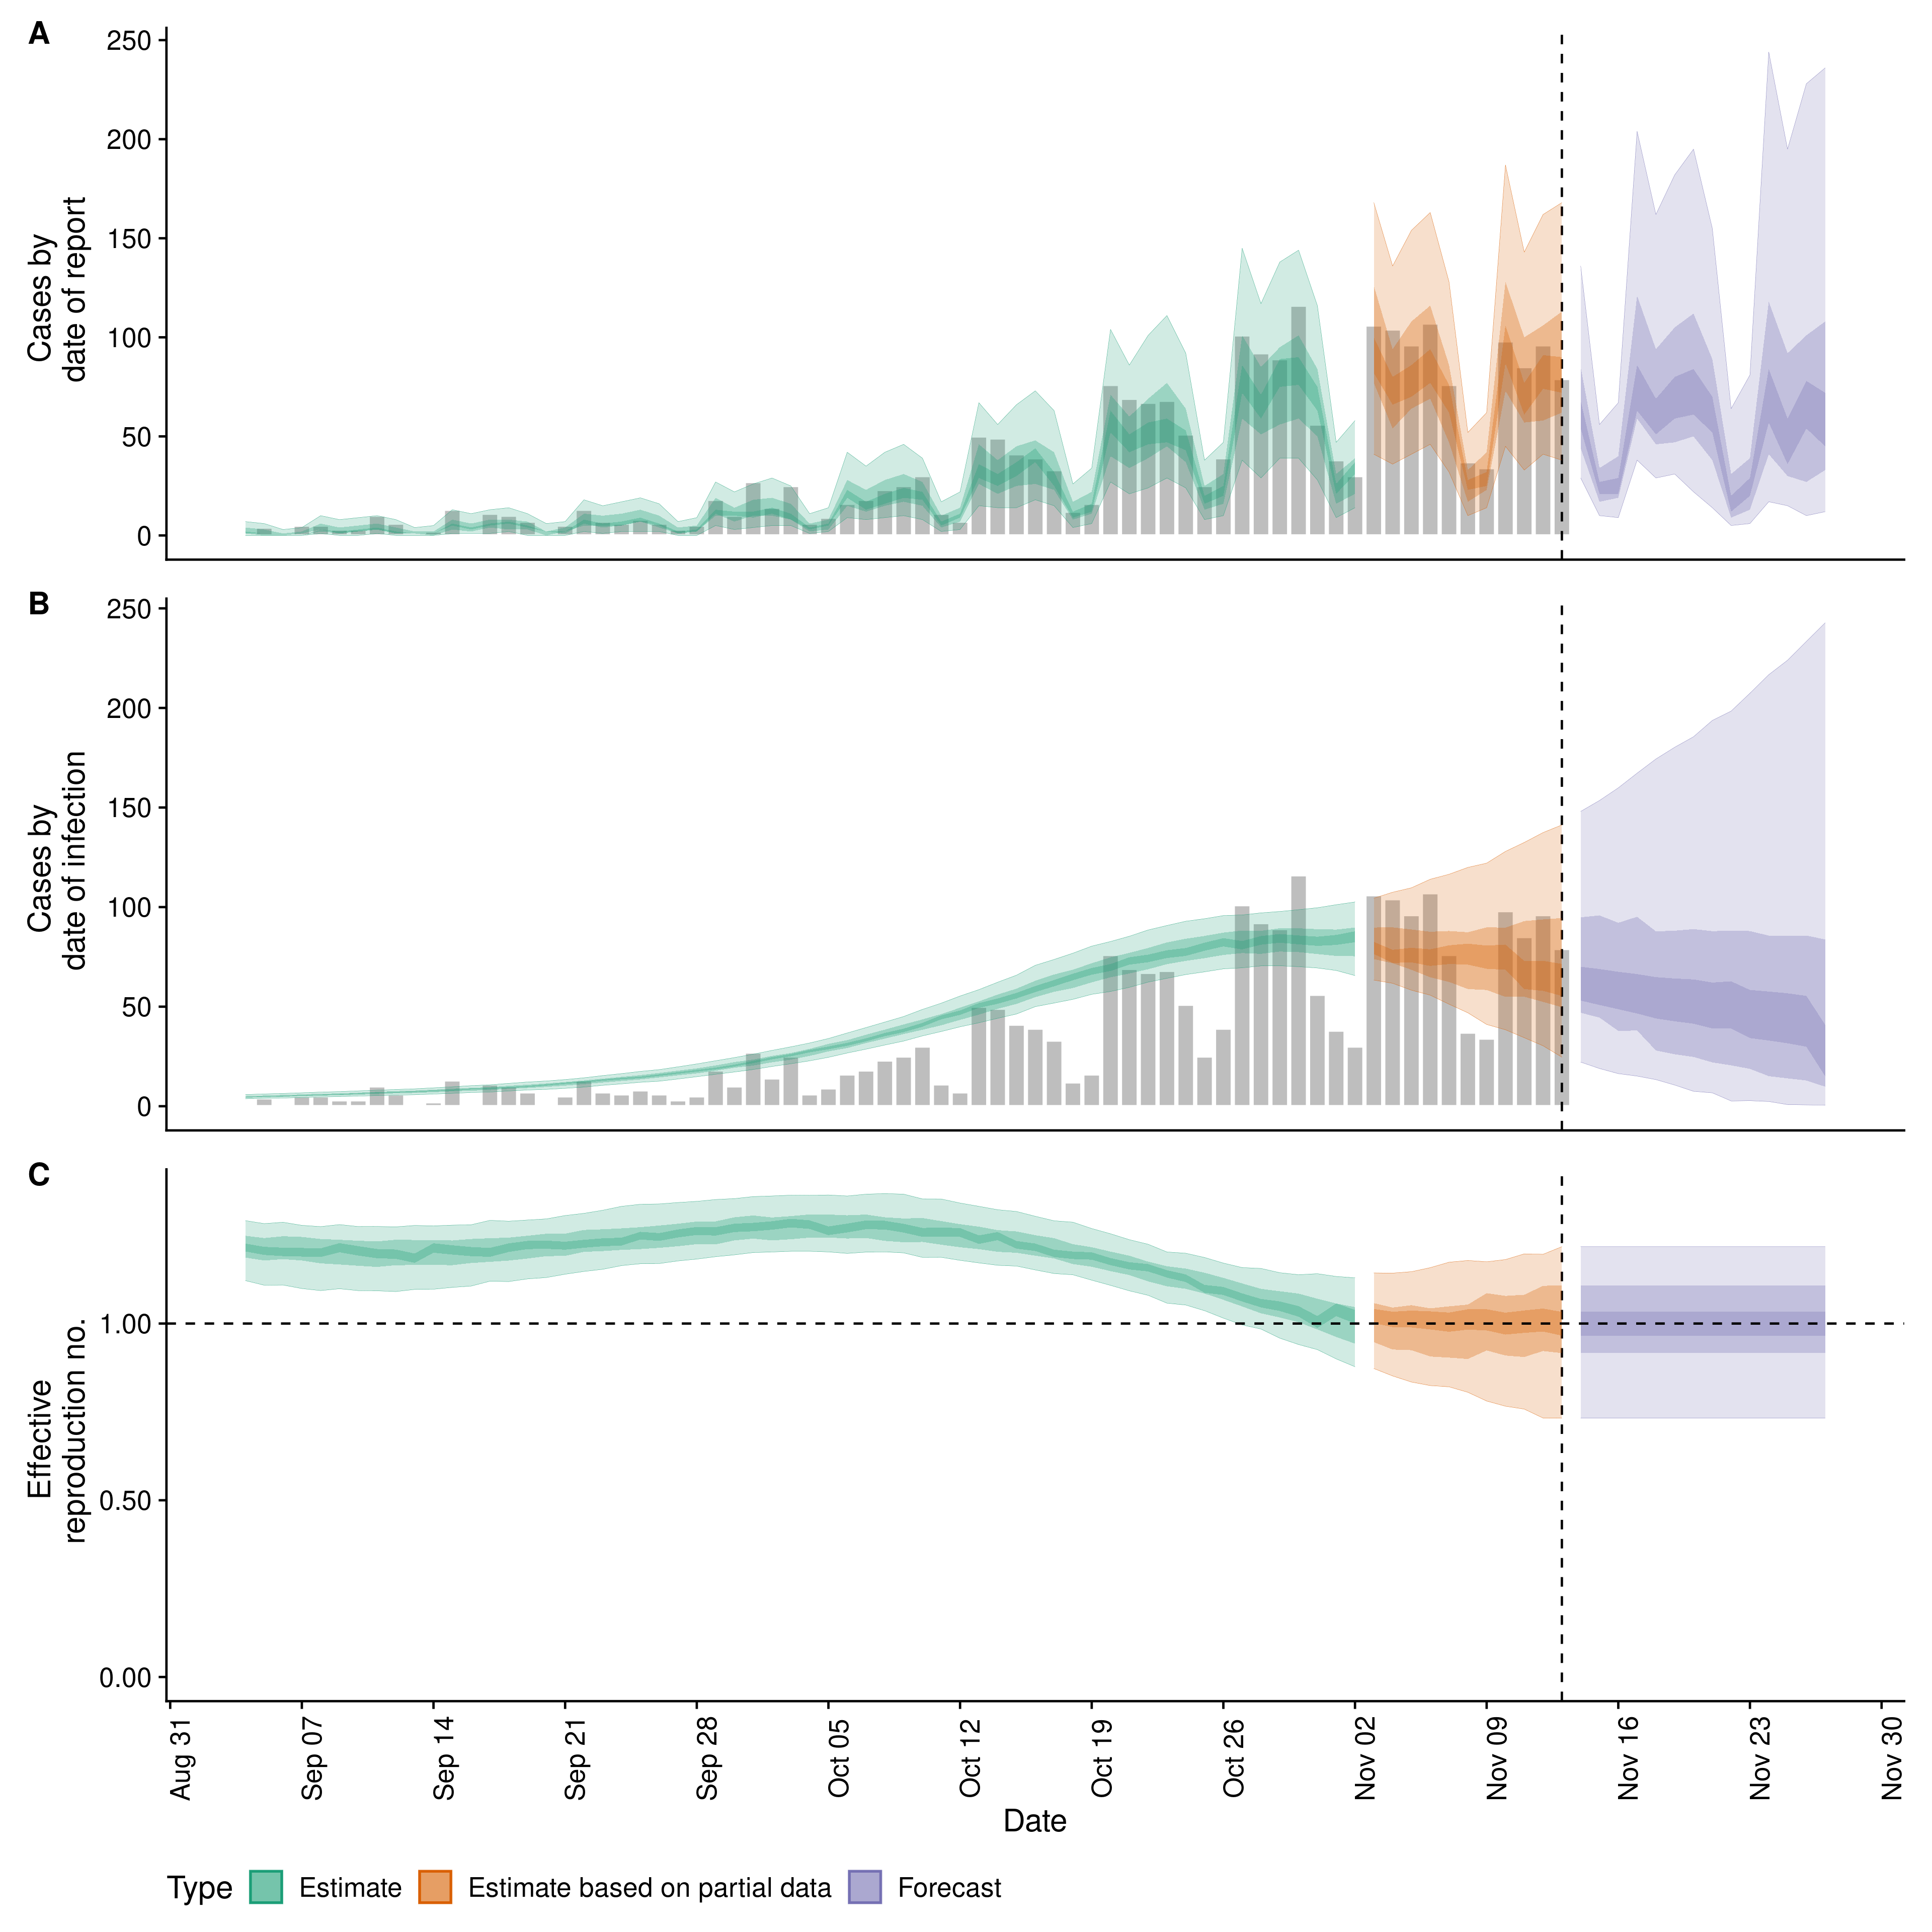 A
250
200
150
100
50
0
Cases by
date of report
B
250
200
150
100
50
0
Cases by
date of infection
C
1.00
0.50
0.00
Effective
reproduction no.
Aug 31
Sep 07
Sep 14
Sep 21
Sep 28
Oct 05
Oct 12
Oct 19
Oct 26
Nov 02
Nov 09
Nov 16
Nov 23
Nov 30
Date
Type Estimate Estimate based on partial data Forecast